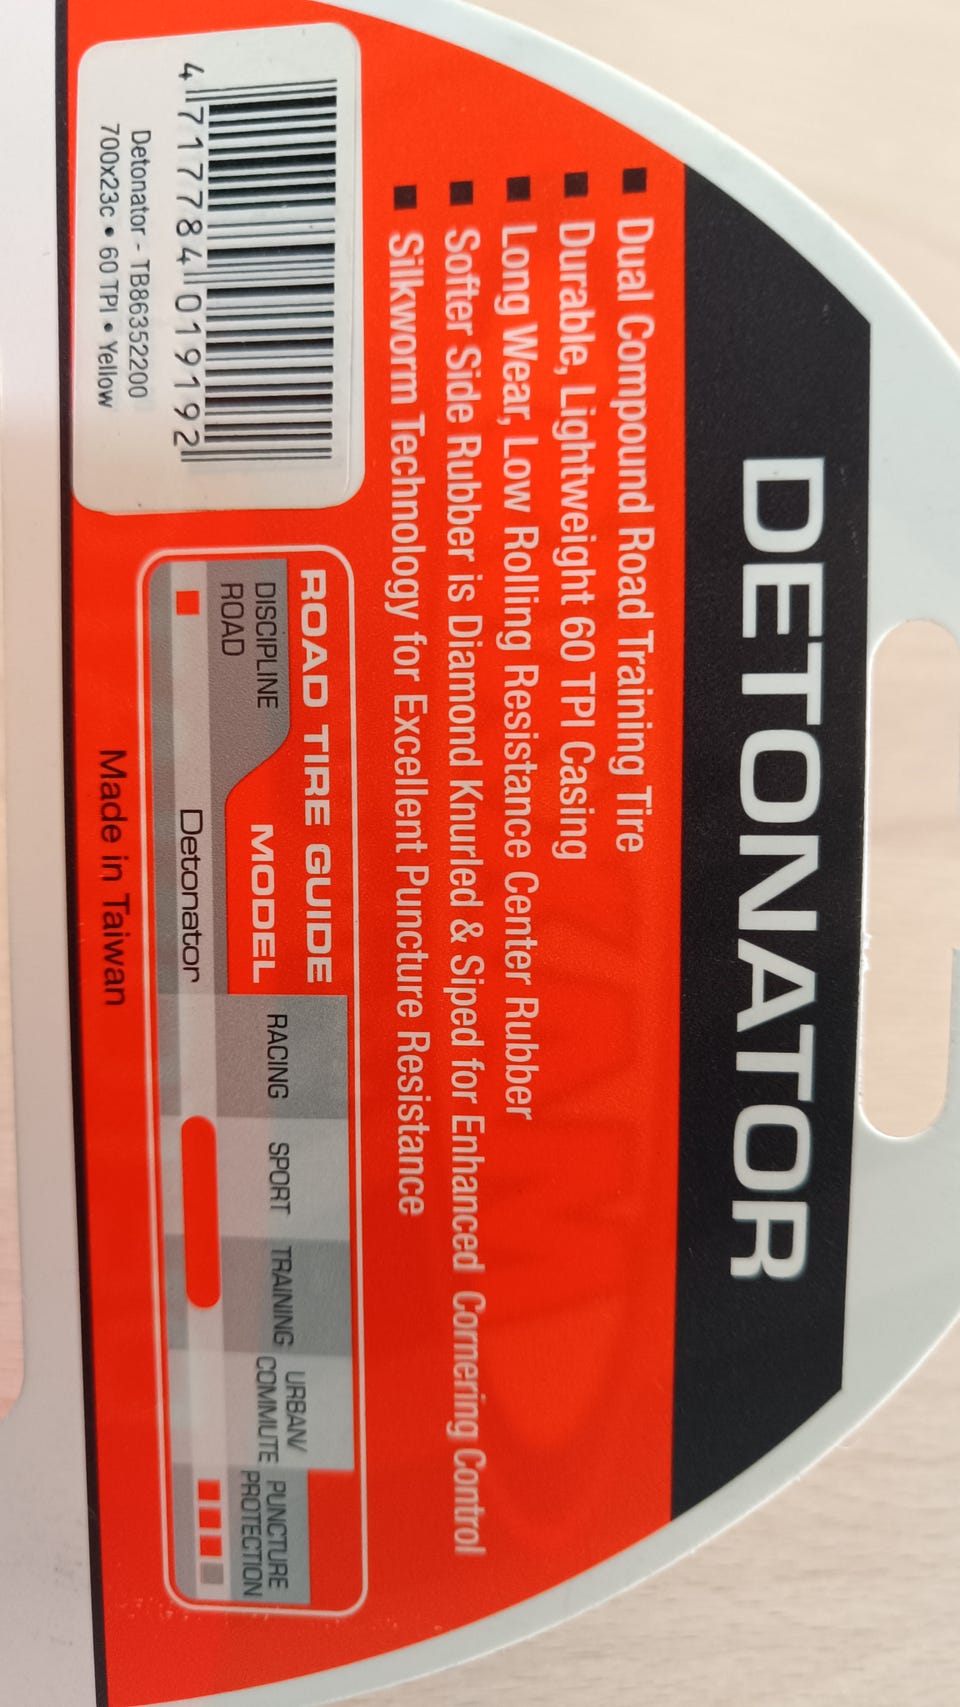 DETONATOR
■ Dual Compound Road Training Tire
■ Durable, Lightweight 60 TPI Casing
■ Long Wear, Low Rolling Resistance Center Rubber
■ Softer Side Rubber is Diamond Knurled & Siped for Enhanced Cornering Control
■ Silkworm Technology for Excellent Puncture Resistance
4 717784 019192
Detonator - TB86352200
700x23c • 60 TPI • Yellow
ROAD TIRE GUIDE
DISCIPLINE
ROAD
MODEL
RACING
SPORT
TRAINING
URBAN/
COMMUTE
PUNCTURE
PROTECTION
Detonator
Made in Taiwan